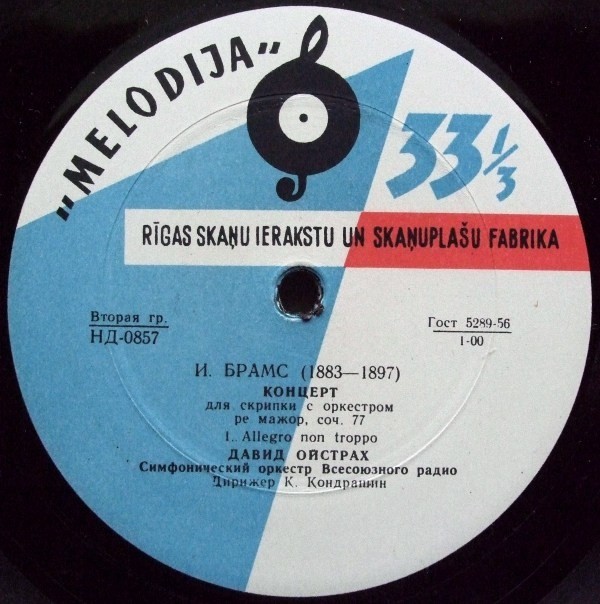 „MELODIJA”
33 1/3
RĪGAS SKAŅU IERAKSTU UN SKAŅUPLAŠU FABRIKA
Вторая гр.
НД-0857
Гост 5289-56
1-00
И. БРАМС (1883—1897)
КОНЦЕРТ
для скрипки с оркестром
ре мажор, соч. 77
1. Allegro non troppo
ДАВИД ОЙСТРАХ
Симфонический оркестр Всесоюзного радио
Дирижер К. Кондрашин